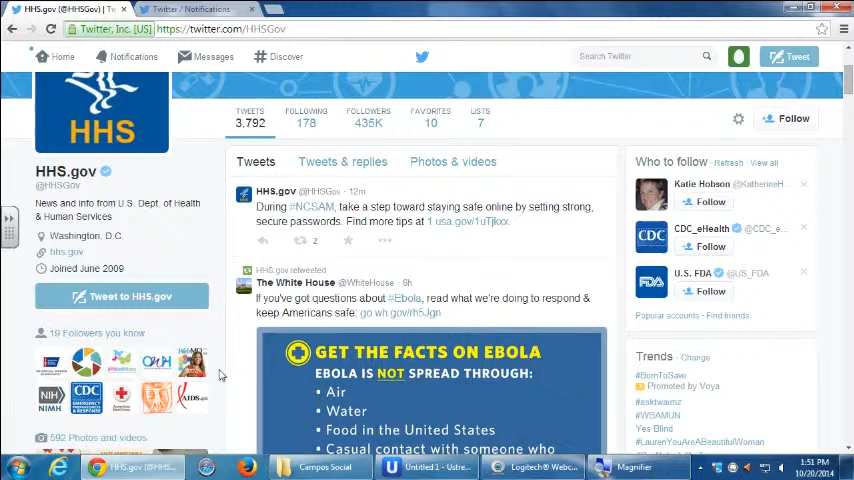 HHS.gov (@HHSGov) | Tw
Twitter / Notifications
Twitter, Inc. [US]
https://twitter.com/HHSGov
Home
Notifications
Messages
Discover
Search Twitter
Tweet
HHS
TWEETS
3,792
FOLLOWING
178
FOLLOWERS
435K
FAVORITES
10
LISTS
7
Follow
HHS.gov
@HHSGov
News and info from U.S. Dept. of Health
& Human Services
Washington, D.C.
hhs.gov
Joined June 2009
Tweet to HHS.gov
19 Followers you know
NIH
NIMH
CDC
AIDS.gov
592 Photos and videos
Tweets
Tweets & replies
Photos & videos
HHS.gov @HHSGov · 12m
During #NCSAM, take a step toward staying safe online by setting strong,
secure passwords. Find more tips at 1.usa.gov/1uTjkxx.
2
HHS.gov retweeted
The White House @WhiteHouse · 9h
If you've got questions about #Ebola, read what we're doing to respond &
keep Americans safe: go.wh.gov/rh5Jgn
GET THE FACTS ON EBOLA
EBOLA IS NOT SPREAD THROUGH:
• Air
• Water
• Food in the United States
• Casual contact with someone who
Who to follow · Refresh · View all
Katie Hobson @KatherineH...
Follow
CDC
CDC_eHealth @CDC_e...
Follow
FDA
U.S. FDA @US_FDA
Follow
Popular accounts · Find friends
Trends · Change
#BornToSave
Promoted by Voya
#asktwaimz
#WBAMUN
Yes Blind
#LaurenYouAreABeautifulWoman
HHS.gov (@HHS...
Campos Social
Untitled 1 - Ustre...
Logitech® Webc...
Magnifier
1:51 PM
10/20/2014